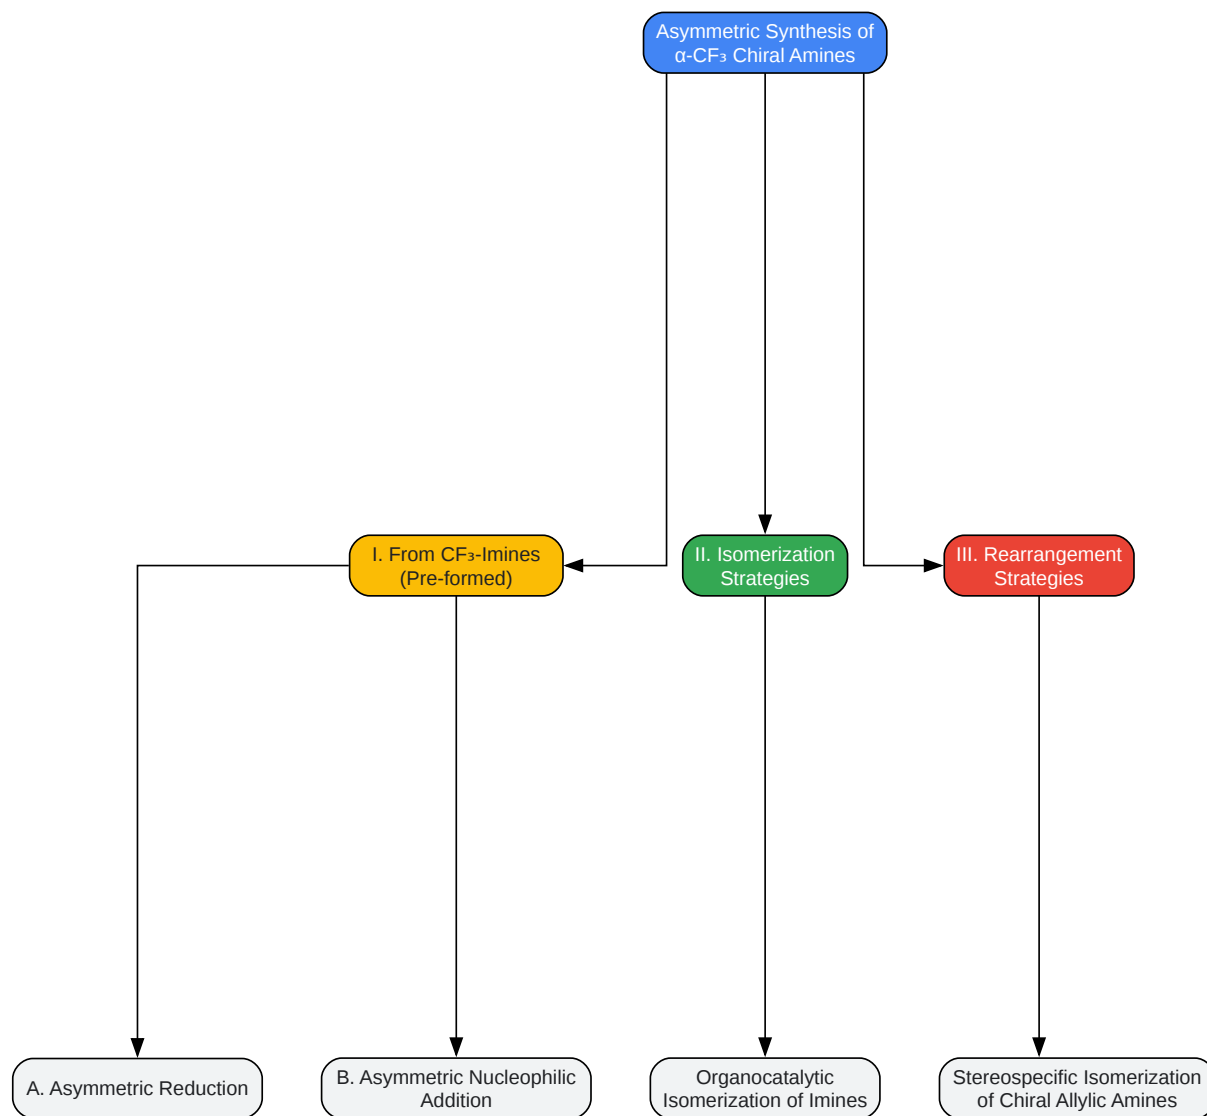 Asymmetric Synthesis of
α-CF₃ Chiral Amines
I. From CF₃-Imines
(Pre-formed)
II. Isomerization
Strategies
III. Rearrangement
Strategies
A. Asymmetric Reduction
B. Asymmetric Nucleophilic
Addition
Organocatalytic
Isomerization of Imines
Stereospecific Isomerization
of Chiral Allylic Amines